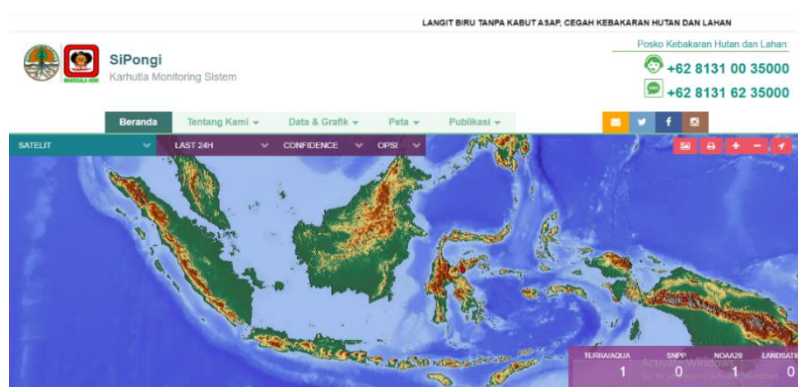 LANGIT BIRU TANPA KABUT ASAP, CEGAH KEBAKARAN HUTAN DAN LAHAN
Posko Kebakaran Hutan dan Lahan:
SiPongi
Karhutla Monitoring Sistem
+62 8131 00 35000
+62 8131 62 35000
Beranda Tentang Kami Data & Grafik Peta Publikasi
SATELIT LAST 24H CONFIDENCE OPSI
TERRA/AQUA SNPP NOAA20 LANDSAT8
1 0 1 0
Activate Windows